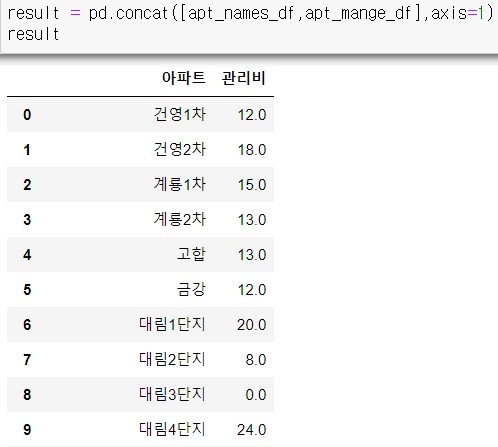 result = pd.concat([apt_names_df,apt_mange_df],axis=1)
result
아파트 관리비
0 건영1차 12.0
1 건영2차 18.0
2 계룡1차 15.0
3 계룡2차 13.0
4 고합 13.0
5 금강 12.0
6 대림1단지 20.0
7 대림2단지 8.0
8 대림3단지 0.0
9 대림4단지 24.0